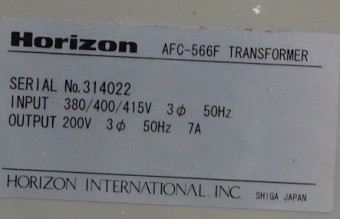 Horizon AFC-566F TRANSFORMER
SERIAL No.314022
INPUT 380/400/415V 3φ 50Hz
OUTPUT 200V 3φ 50Hz 7A
HORIZON INTERNATIONAL INC. SHIGA JAPAN